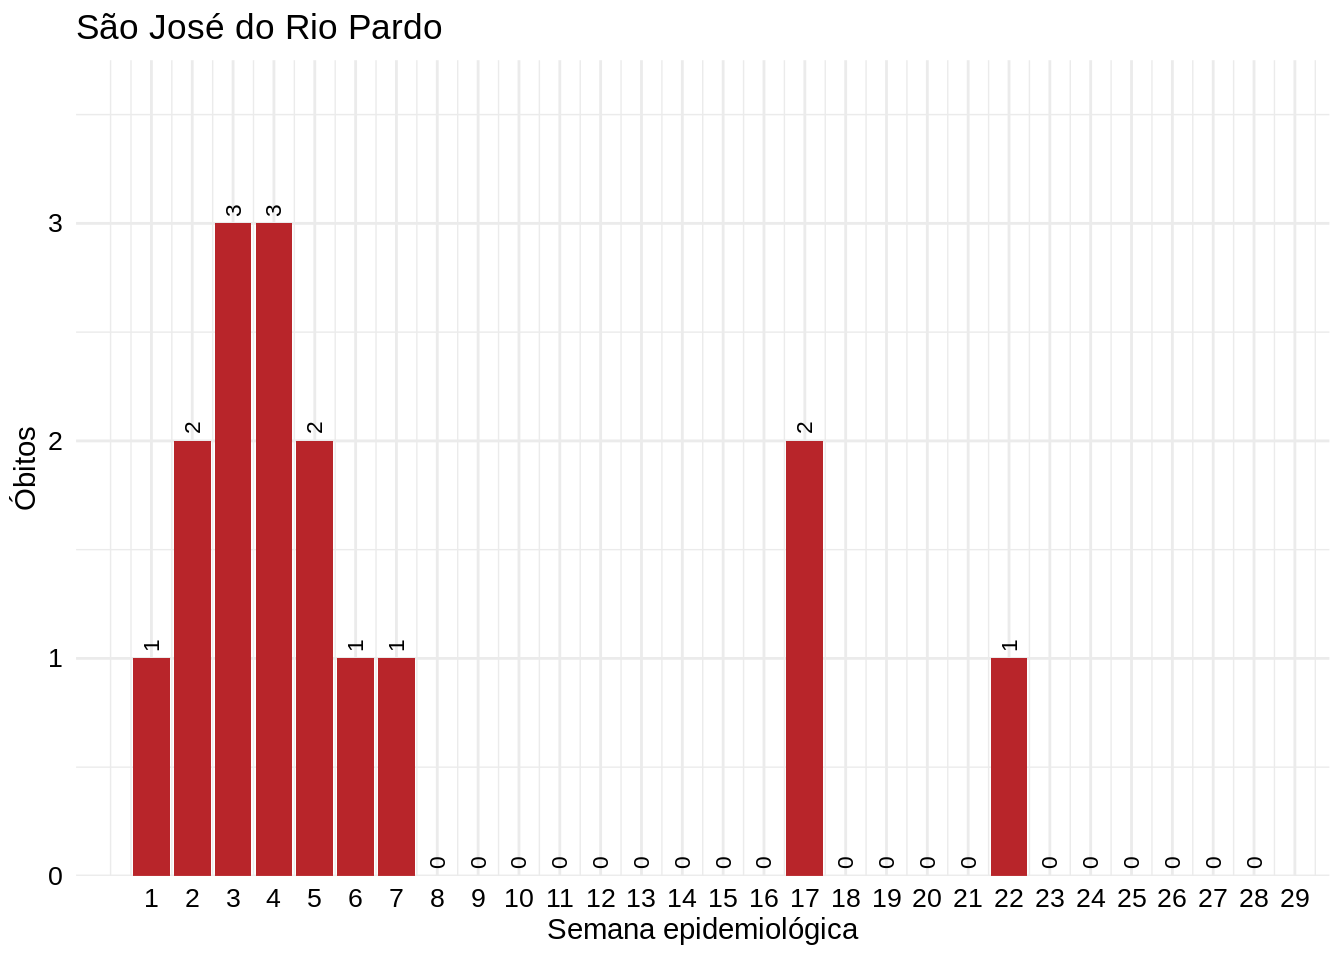 São José do Rio Pardo
Óbitos
3
2
1
0
1 2 3 3 2 1 1 0 0 0 0 0 0 0 0 0 2 0 0 0 0 1 0 0 0 0 0 0
1 2 3 4 5 6 7 8 9 10 11 12 13 14 15 16 17 18 19 20 21 22 23 24 25 26 27 28 29
Semana epidemiológica